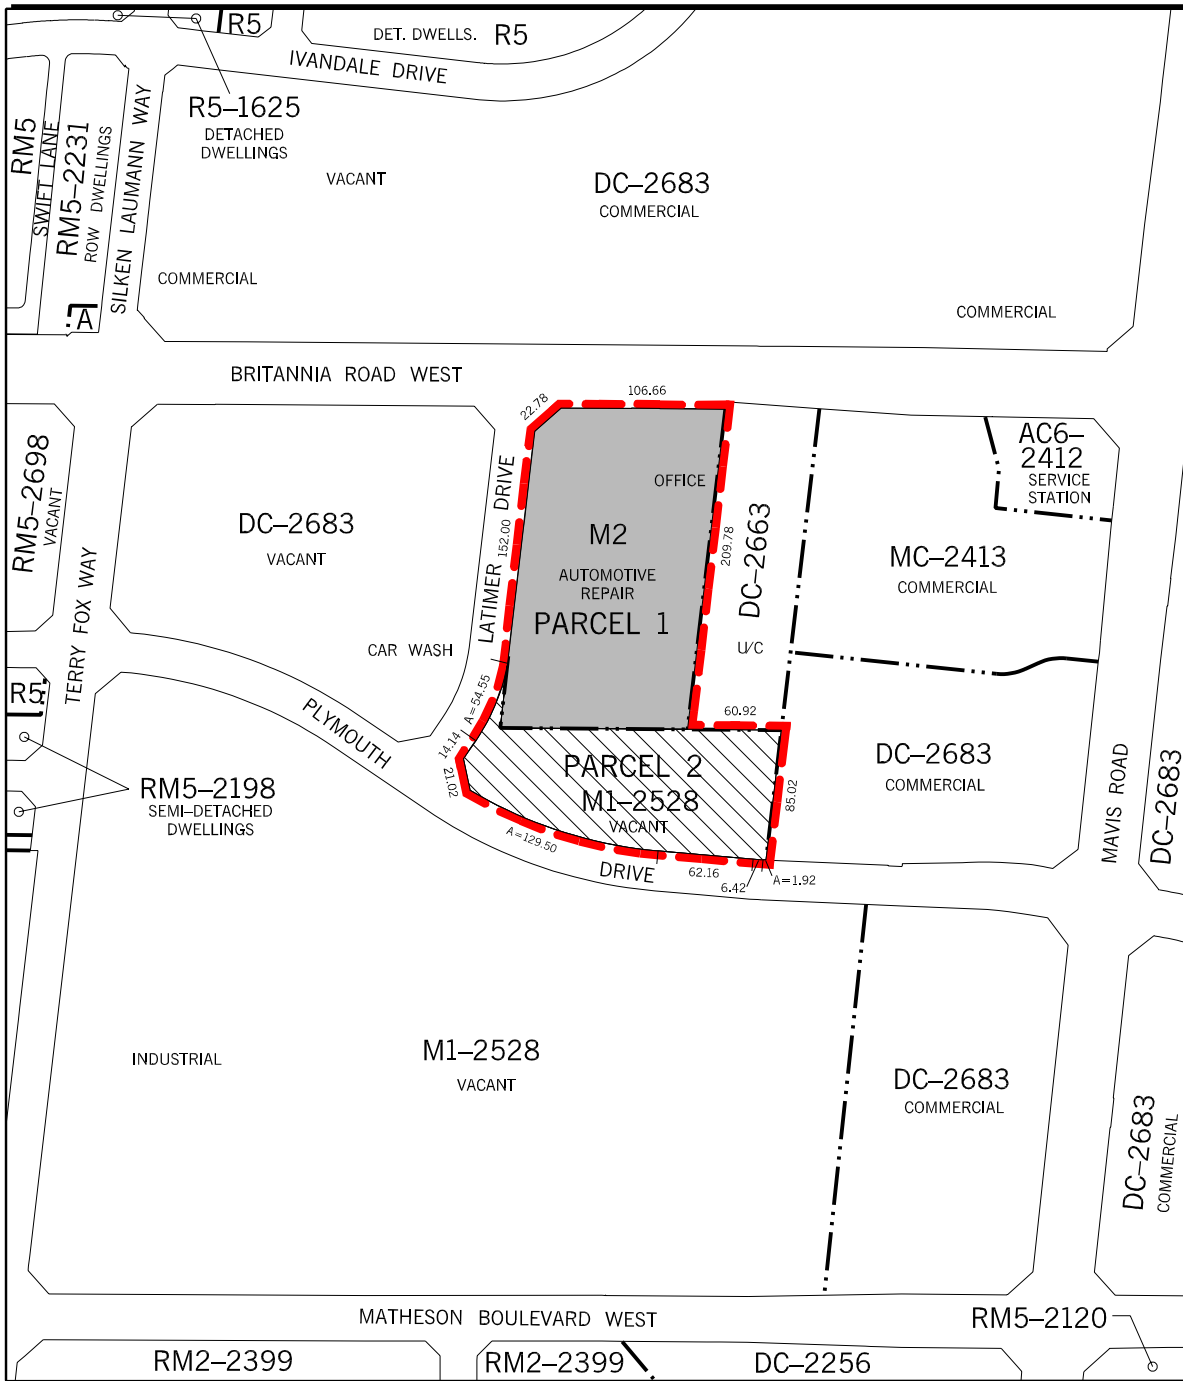 R5
DET. DWELLS. R5
IVANDALE DRIVE
R5–1625
DETACHED
DWELLINGS
RM5
SWIFT LANE
RM5–2231
ROW DWELLINGS
SILKEN LAUMANN WAY
A
VACANT
DC–2683
COMMERCIAL
COMMERCIAL
COMMERCIAL
BRITANNIA ROAD WEST
22.78
106.66
RM5–2698
VACANT
TERRY FOX WAY
DC–2683
VACANT
CAR WASH
LATIMER DRIVE
152.00
OFFICE
M2
AUTOMOTIVE
REPAIR
PARCEL 1
209.78
DC–2663
U/C
AC6–
2412
SERVICE
STATION
MC–2413
COMMERCIAL
R5
PLYMOUTH
A=54.55
14.14
21.02
60.92
PARCEL 2
M1–2528
VACANT
85.02
DC–2683
COMMERCIAL
MAVIS ROAD
DC–2683
RM5–2198
SEMI–DETACHED
DWELLINGS
A=129.50
DRIVE
62.16
6.42
A=1.92
INDUSTRIAL
M1–2528
VACANT
DC–2683
COMMERCIAL
DC–2683
COMMERCIAL
MATHESON BOULEVARD WEST
RM5–2120
RM2–2399
RM2–2399
DC–2256